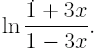 ln (1 + 3x)/(1 − 3x).